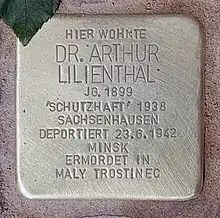 HIER WOHNTE
DR. ARTHUR
LILIENTHAL
JG. 1899
'SCHUTZHAFT' 1938
SACHSENHAUSEN
DEPORTIERT 23.6.1942
MINSK
ERMORDET IN
MALY TROSTINEC